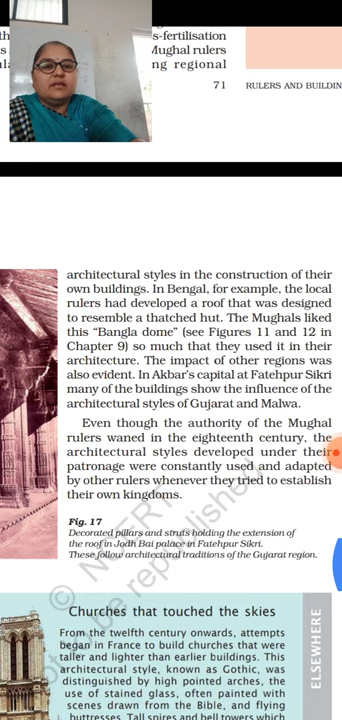 s-fertilisation
Mughal rulers
ng regional
71 RULERS AND BUILDIN
architectural styles in the construction of their
own buildings. In Bengal, for example, the local
rulers had developed a roof that was designed
to resemble a thatched hut. The Mughals liked
this “Bangla dome” (see Figures 11 and 12 in
Chapter 9) so much that they used it in their
architecture. The impact of other regions was
also evident. In Akbar’s capital at Fatehpur Sikri
many of the buildings show the influence of the
architectural styles of Gujarat and Malwa.
Even though the authority of the Mughal
rulers waned in the eighteenth century, the
architectural styles developed under their
patronage were constantly used and adapted
by other rulers whenever they tried to establish
their own kingdoms.
Fig. 17
Decorated pillars and struts holding the extension of
the roof in Jodh Bai palace in Fatehpur Sikri.
These follow architectural traditions of the Gujarat region.
© NCERT
be republished
Churches that touched the skies
From the twelfth century onwards, attempts
began in France to build churches that were
taller and lighter than earlier buildings. This
architectural style, known as Gothic, was
distinguished by high pointed arches, the
use of stained glass, often painted with
scenes drawn from the Bible, and flying
buttresses. Tall spires and bell towers which
ELSEWHERE